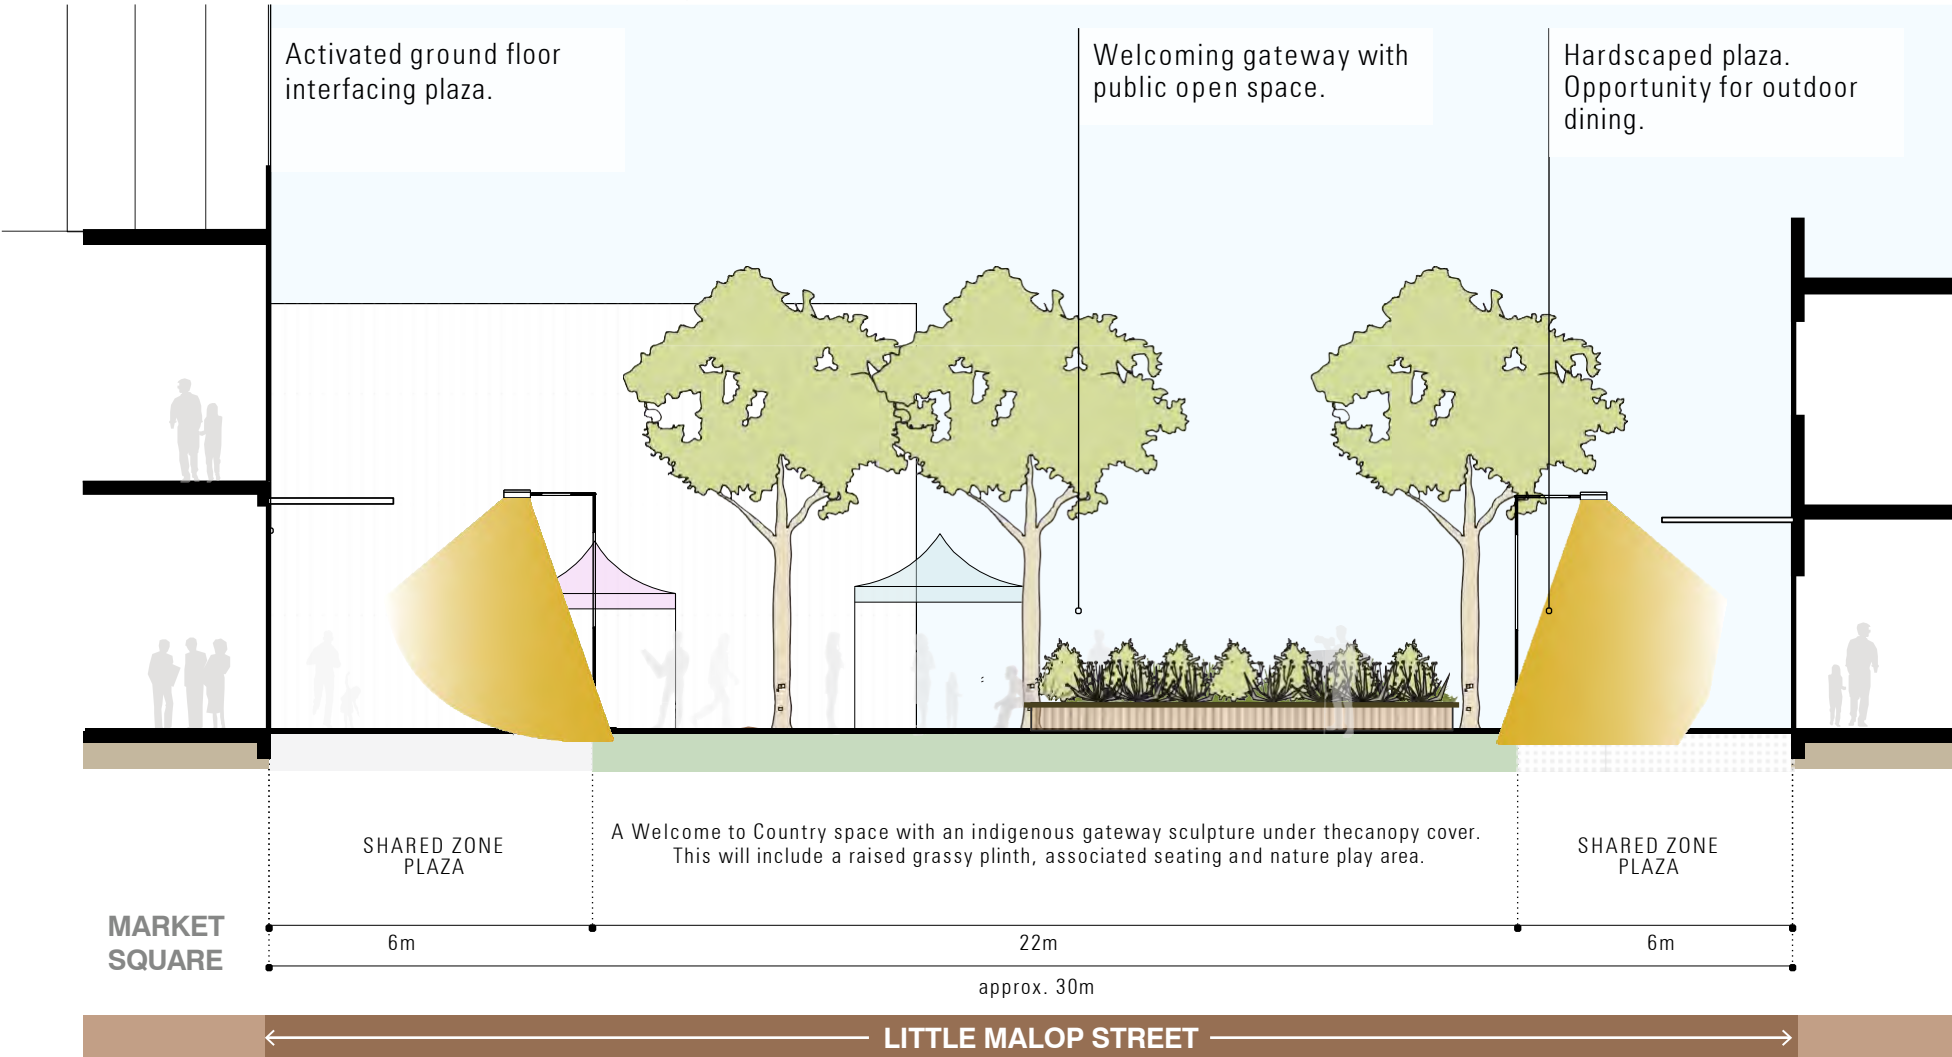 Activated ground floor
interfacing plaza.
Welcoming gateway with
public open space.
Hardscaped plaza.
Opportunity for outdoor
dining.
SHARED ZONE
PLAZA
A Welcome to Country space with an indigenous gateway sculpture under thecanopy cover.
This will include a raised grassy plinth, associated seating and nature play area.
SHARED ZONE
PLAZA
MARKET
SQUARE
6m
22m
6m
approx. 30m
LITTLE MALOP STREET